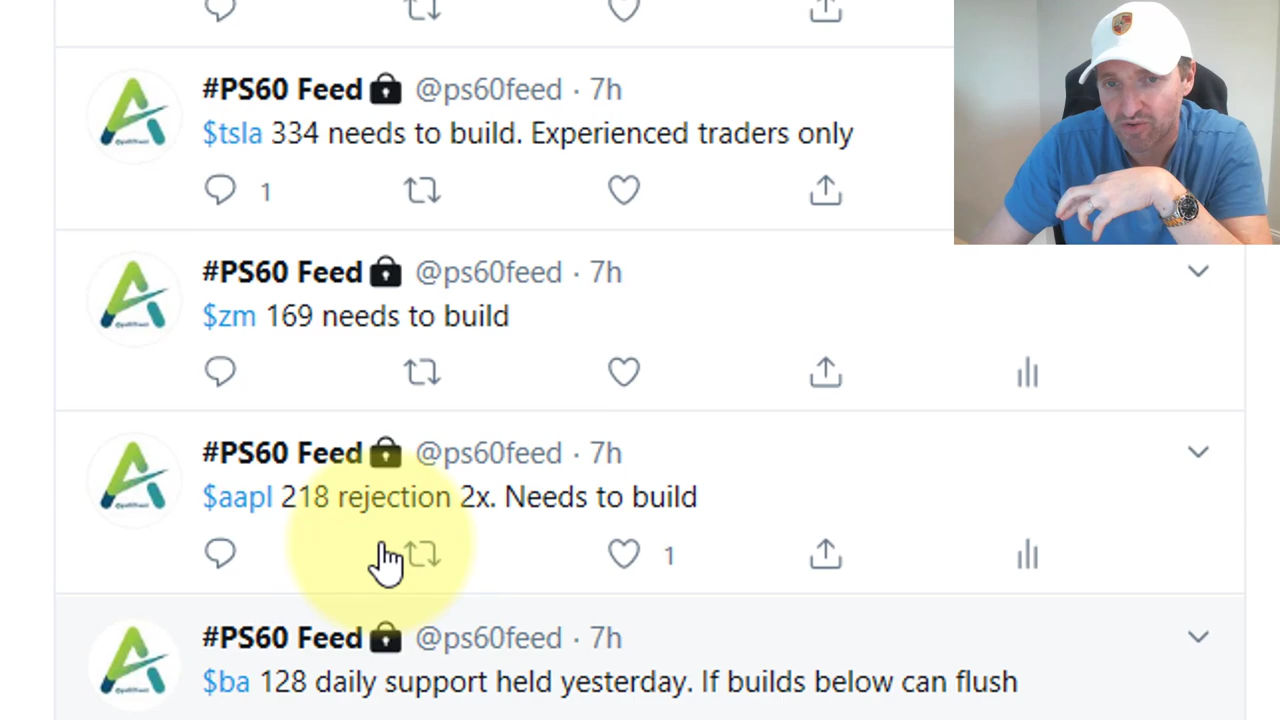 #PS60 Feed @ps60feed · 7h
$tsla 334 needs to build. Experienced traders only
1
#PS60 Feed @ps60feed · 7h
$zm 169 needs to build
#PS60 Feed @ps60feed · 7h
$aapl 218 rejection 2x. Needs to build
1
#PS60 Feed @ps60feed · 7h
$ba 128 daily support held yesterday. If builds below can flush